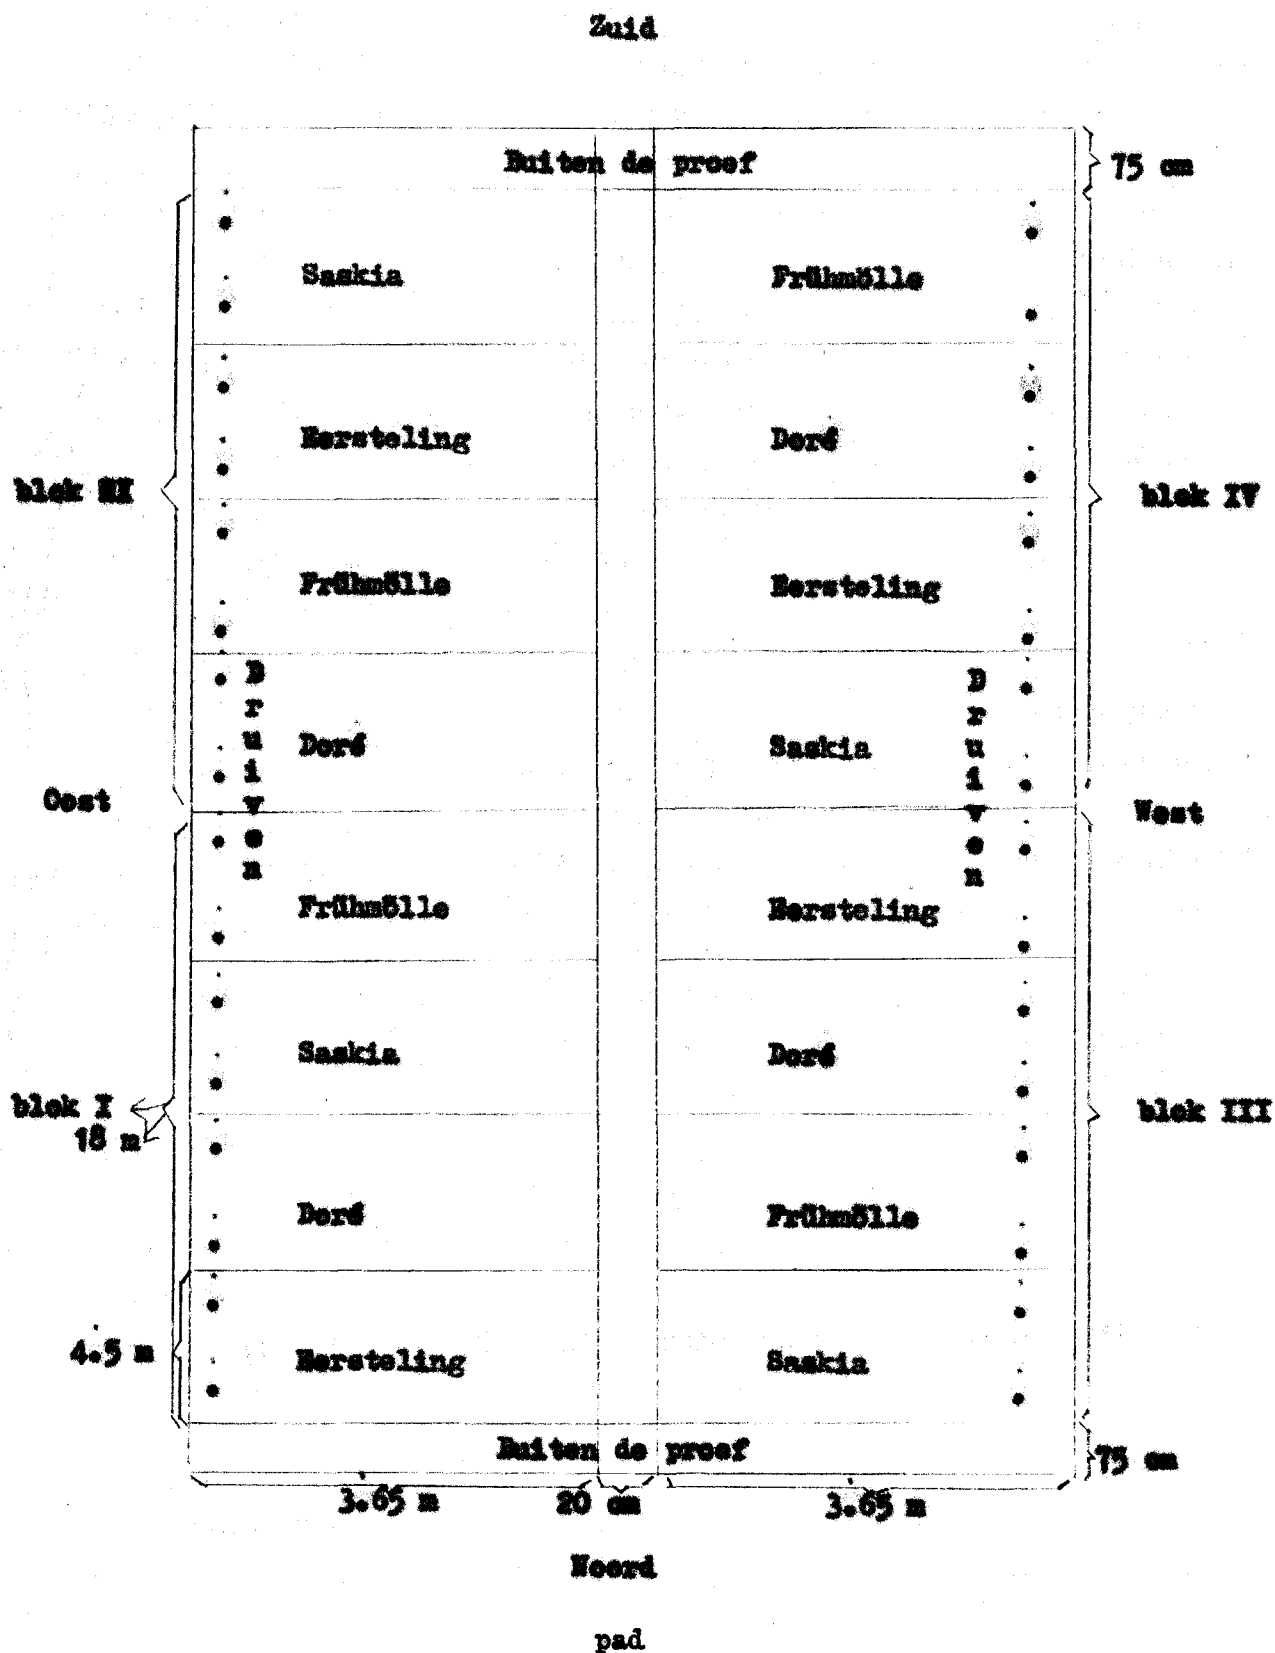 Zuid
Buiten de proef
75 cm
Saskia
Frühmölle
Eersteling
Doré
blok II
blok IV
Frühmölle
Eersteling
Druiven
Druiven
Doré
Saskia
Oost
West
Frühmölle
Eersteling
Saskia
Doré
blok I
18 m
blok III
Doré
Frühmölle
4.5 m
Eersteling
Saskia
Buiten de proef
75 cm
3.65 m
20 cm
3.65 m
Noord
pad